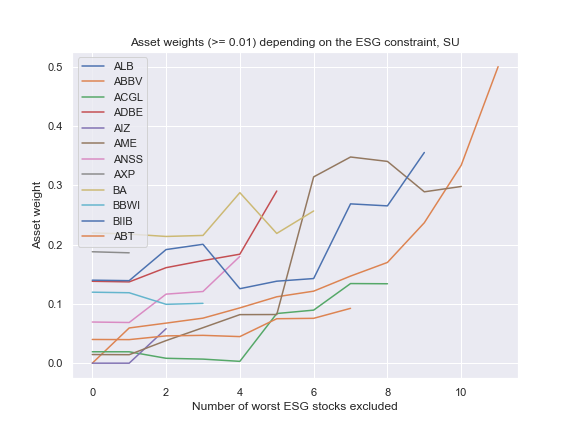 Asset weights (>= 0.01) depending on the ESG constraint, SU
Asset weight
0.5
0.4
0.3
0.2
0.1
0.0
ALB
ABBV
ACGL
ADBE
AIZ
AME
ANSS
AXP
BA
BBWI
BIIB
ABT
0 2 4 6 8 10
Number of worst ESG stocks excluded